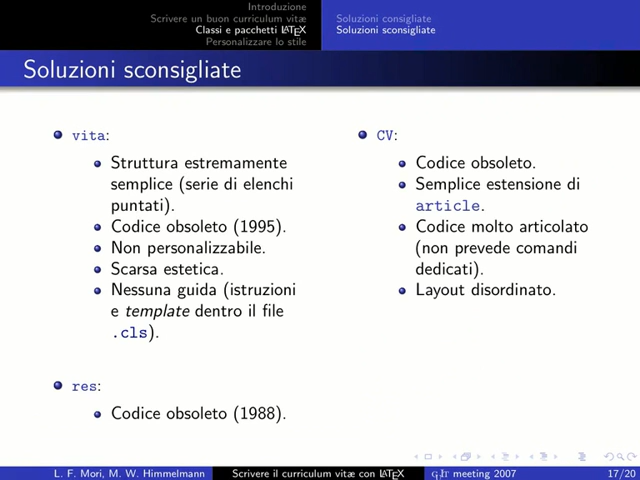 Introduzione
Scrivere un buon curriculum vitæ
Classi e pacchetti LATEX
Personalizzare lo stile
Soluzioni consigliate
Soluzioni sconsigliate
Soluzioni sconsigliate
vita:
Struttura estremamente
semplice (serie di elenchi
puntati).
Codice obsoleto (1995).
Non personalizzabile.
Scarsa estetica.
Nessuna guida (istruzioni
e template dentro il file
.cls).
res:
Codice obsoleto (1988).
CV:
Codice obsoleto.
Semplice estensione di
article.
Codice molto articolato
(non prevede comandi
dedicati).
Layout disordinato.
L. F. Mori, M. W. Himmelmann
Scrivere il curriculum vitæ con LATEX
GuIT meeting 2007
17/20